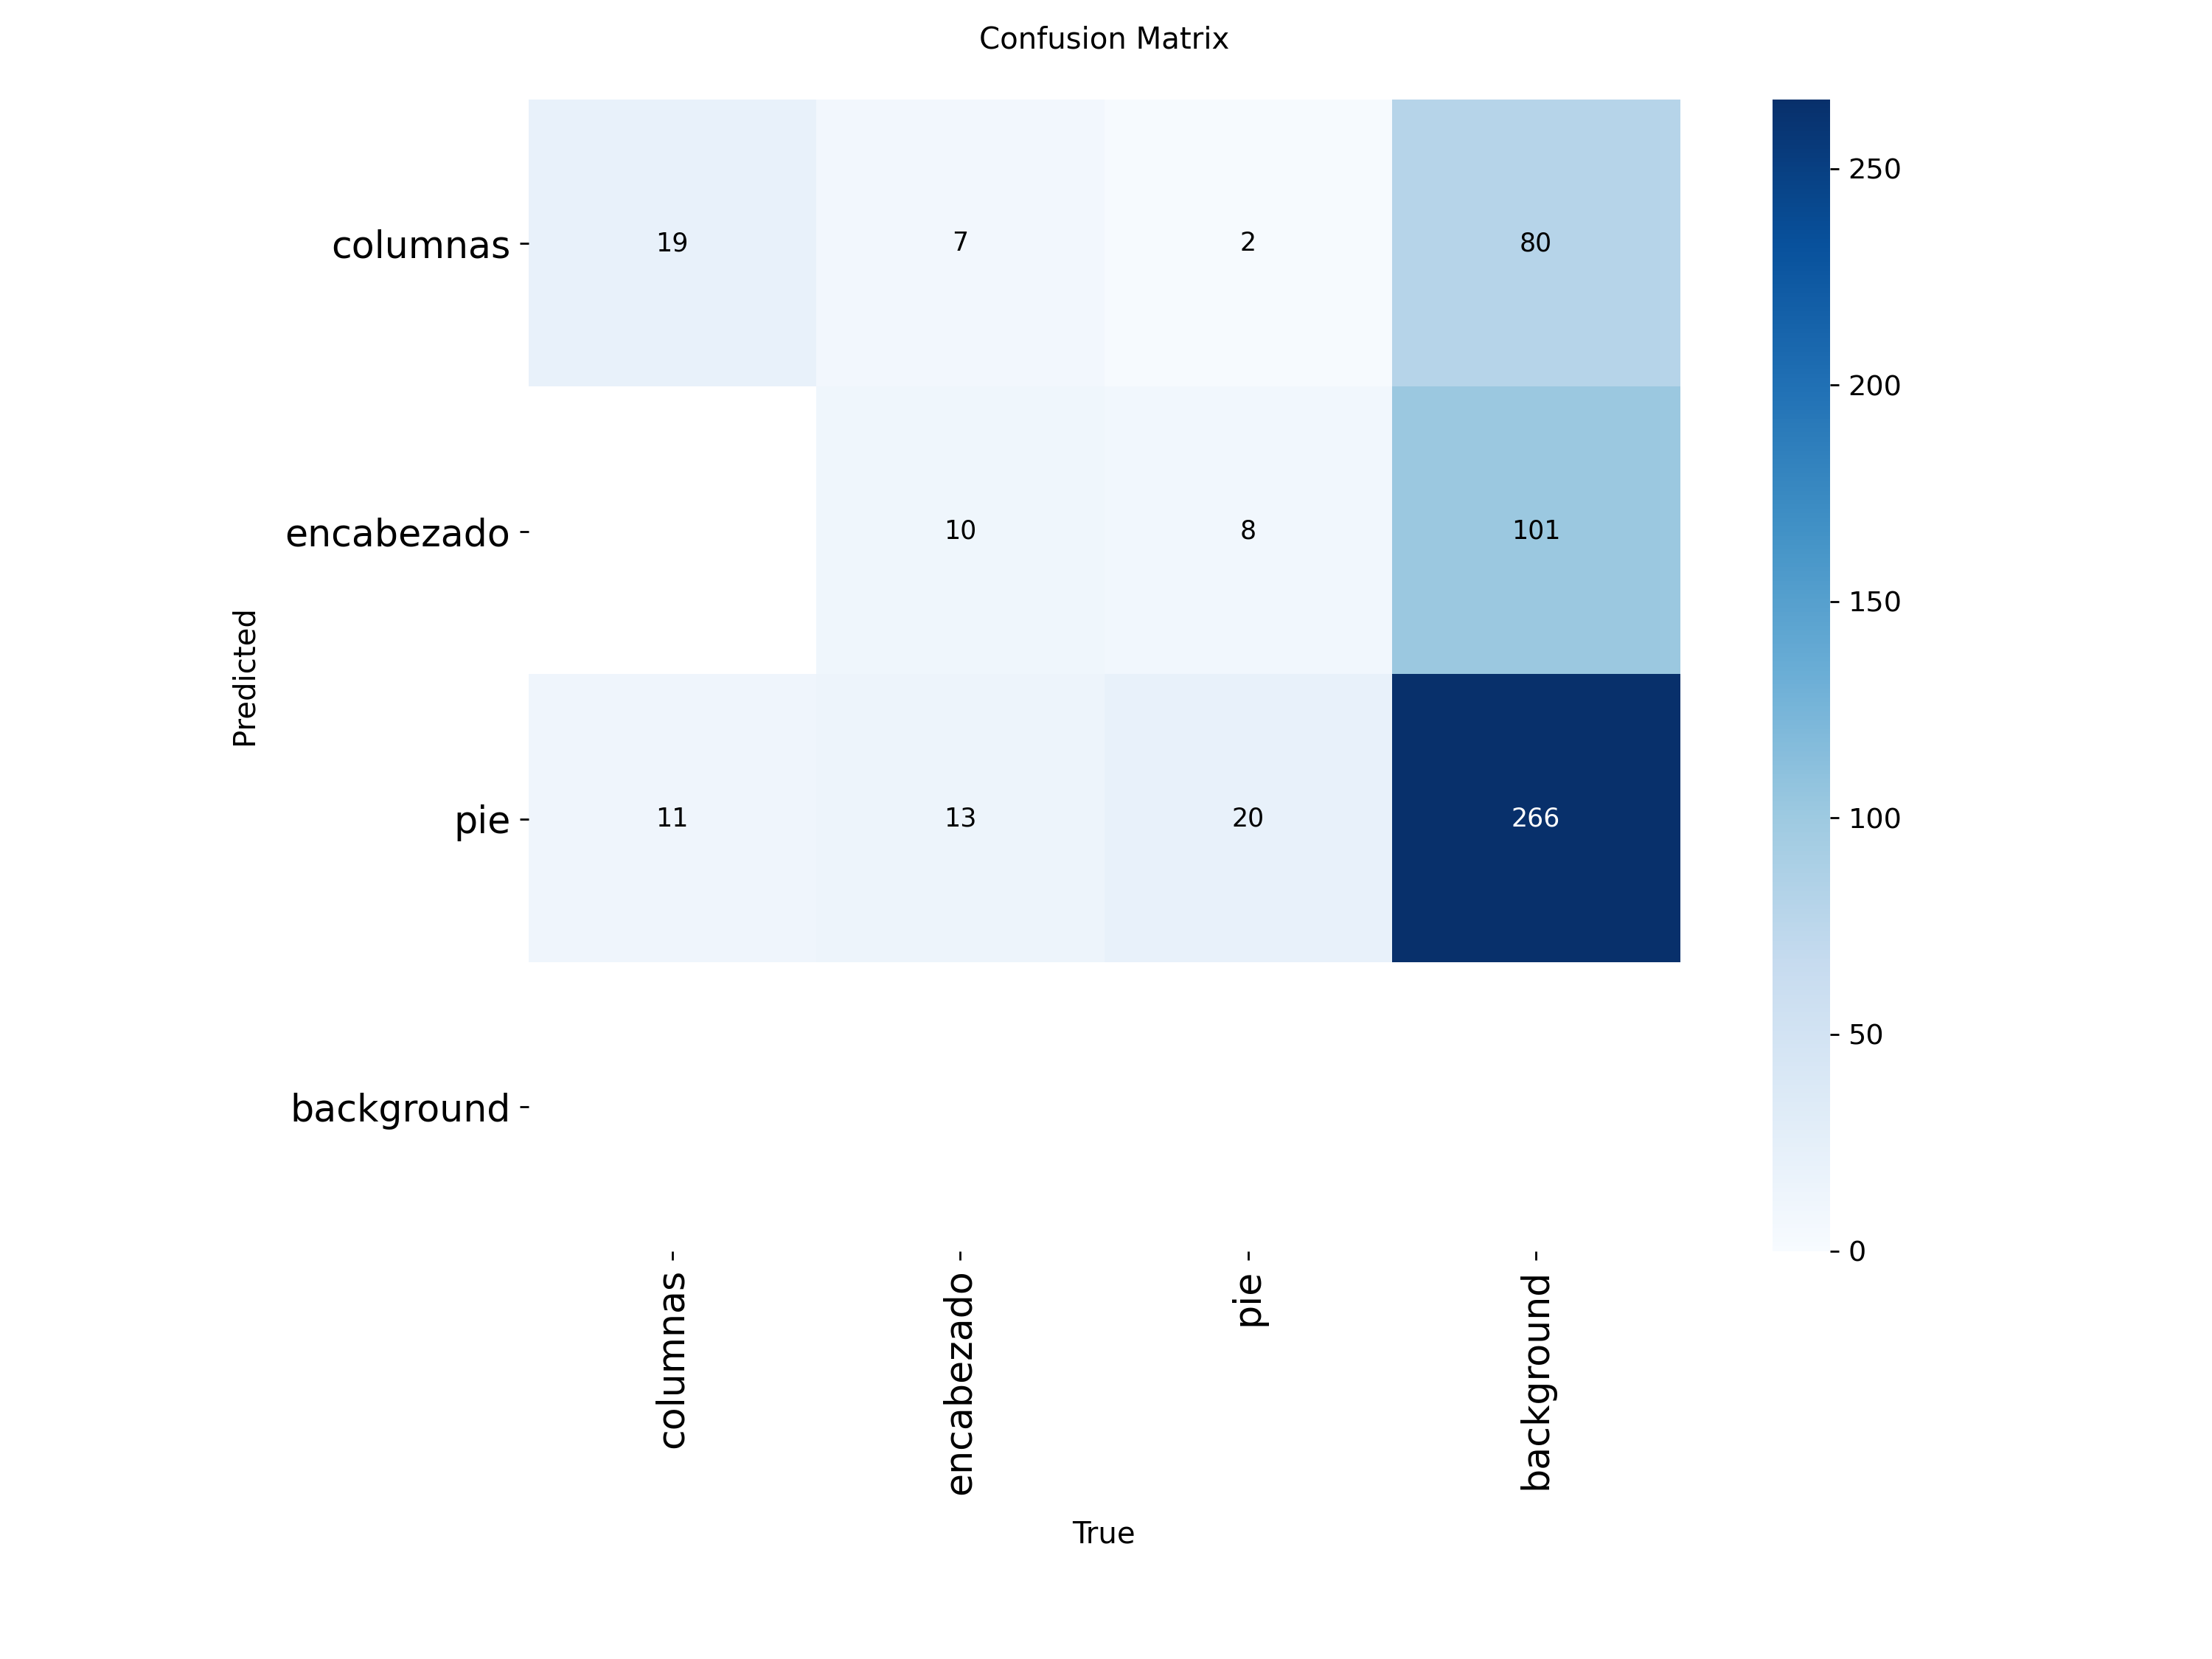 Confusion Matrix
columnas
19 7 2 80
encabezado
10 8 101
pie
11 13 20 266
background
Predicted
columnas
encabezado
pie
background
True
250
200
150
100
50
0